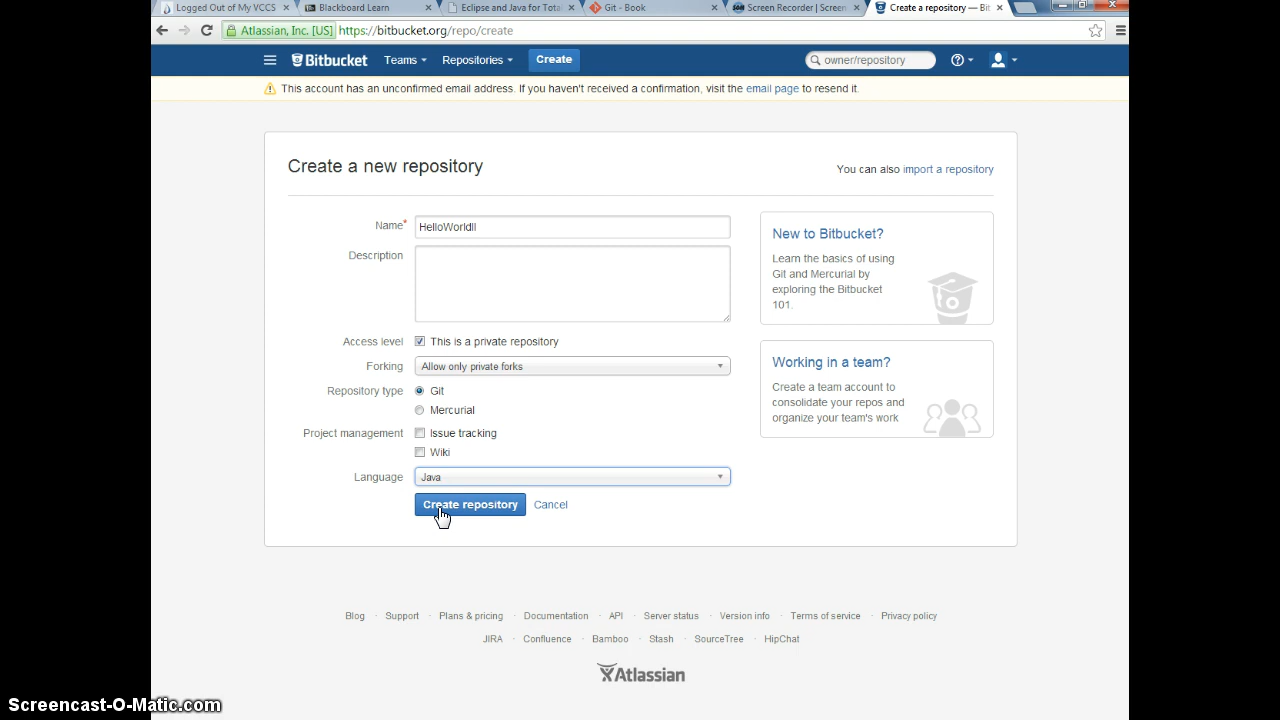 Logged Out of My VCCS
Blackboard Learn
Eclipse and Java for Tota
Git - Book
Screen Recorder | Screen
Create a repository — Bit
Atlassian, Inc. [US] https://bitbucket.org/repo/create
Bitbucket Teams Repositories Create owner/repository
This account has an unconfirmed email address. If you haven't received a confirmation, visit the email page to resend it.
Create a new repository
You can also import a repository
Name* HelloWorldII
Description
Access level This is a private repository
Forking Allow only private forks
Repository type Git
Mercurial
Project management Issue tracking
Wiki
Language Java
Create repository Cancel
New to Bitbucket?
Learn the basics of using
Git and Mercurial by
exploring the Bitbucket
101.
Working in a team?
Create a team account to
consolidate your repos and
organize your team's work
Blog · Support · Plans & pricing · Documentation · API · Server status · Version info · Terms of service · Privacy policy
JIRA · Confluence · Bamboo · Stash · SourceTree · HipChat
Atlassian
Screencast-O-Matic.com